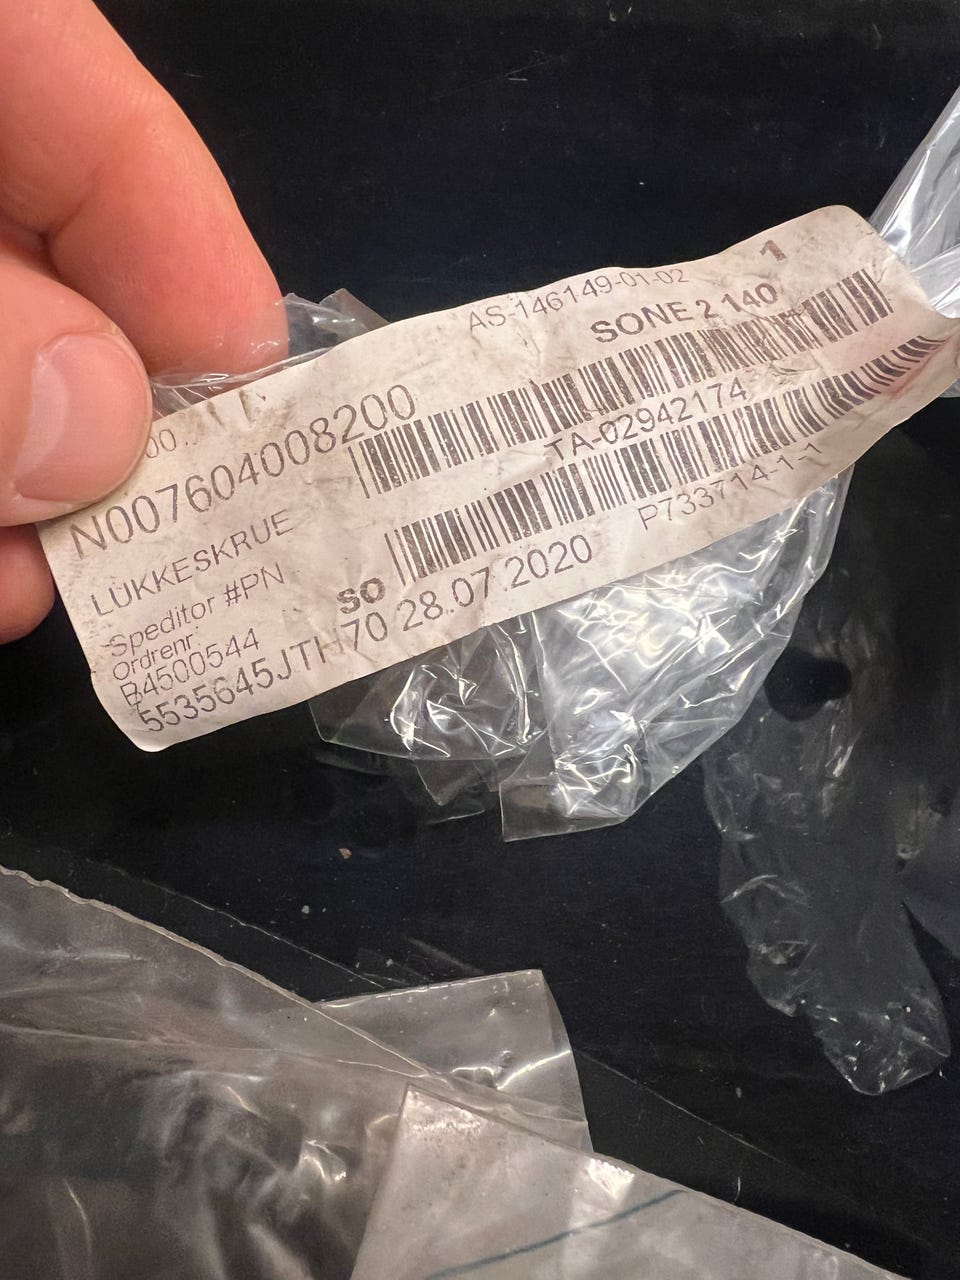 AS-146149-01-02
1
SONE 2 140
00..
N007604008200
TA-02942174
LUKKESKRUE
P733714-1-1
Speditor #PN
SO
Ordrenr:
B4500544
5535645JTH70 28.07.2020